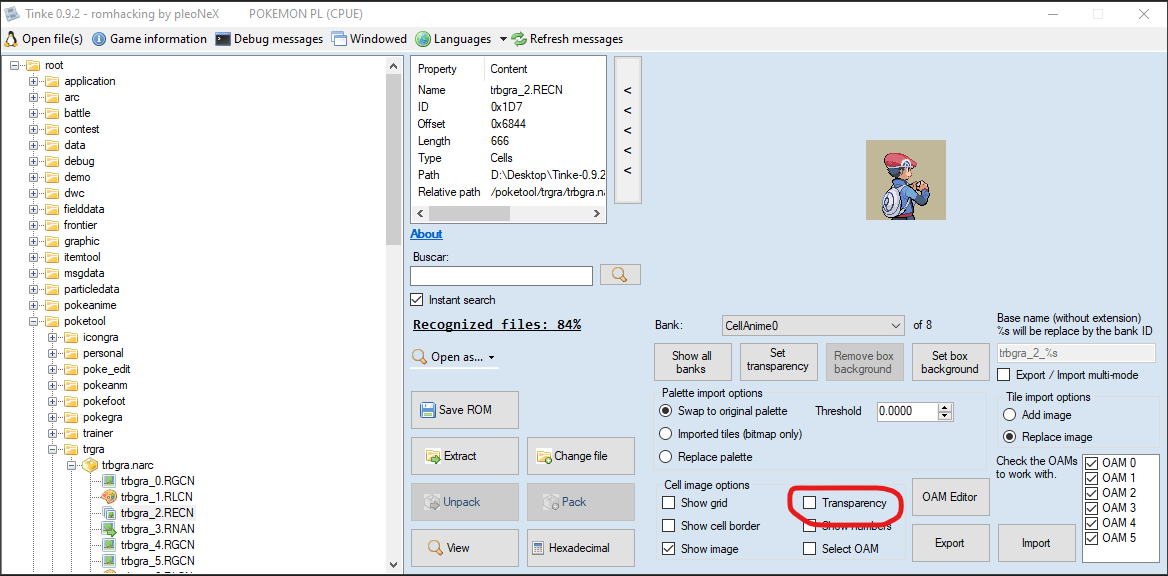 Tinke 0.9.2 - romhacking by pleoNeX POKEMON PL (CPUE)
Open file(s) Game information Debug messages Windowed Languages Refresh messages
root
application
arc
battle
contest
data
debug
demo
dwc
fielddata
frontier
graphic
itemtool
msgdata
particledata
pokeanime
poketool
icongra
personal
poke_edit
pokeanm
pokefoot
pokegra
trainer
trgra
trbgra.narc
trbgra_0.RGCN
trbgra_1.RLCN
trbgra_2.RECN
trbgra_3.RNAN
trbgra_4.RGCN
trbgra_5.RGCN
Property Content
Name trbgra_2.RECN
ID 0x1D7
Offset 0x6844
Length 666
Type Cells
Path D:\Desktop\Tinke-0.9.2
Relative path /poketool/trgra/trbgra.na
<
<
<
<
<
About
Buscar:
Instant search
Recognized files: 84%
Open as...
Save ROM
Extract Change file
Unpack Pack
View Hexadecimal
Bank: CellAnime0 of 8
Show all
banks
Set
transparency
Remove box
background
Set box
background
Base name (without extension)
%s will be replace by the bank ID
trbgra_2_%s
Export / Import multi-mode
Palette import options
Swap to original palette Threshold 0.0000
Imported tiles (bitmap only)
Replace palette
Tile import options
Add image
Replace image
Cell image options
Show grid Transparency
Show cell border Show numbers
Show image Select OAM
OAM Editor
Export
Import
Check the OAMs
to work with.
OAM 0
OAM 1
OAM 2
OAM 3
OAM 4
OAM 5